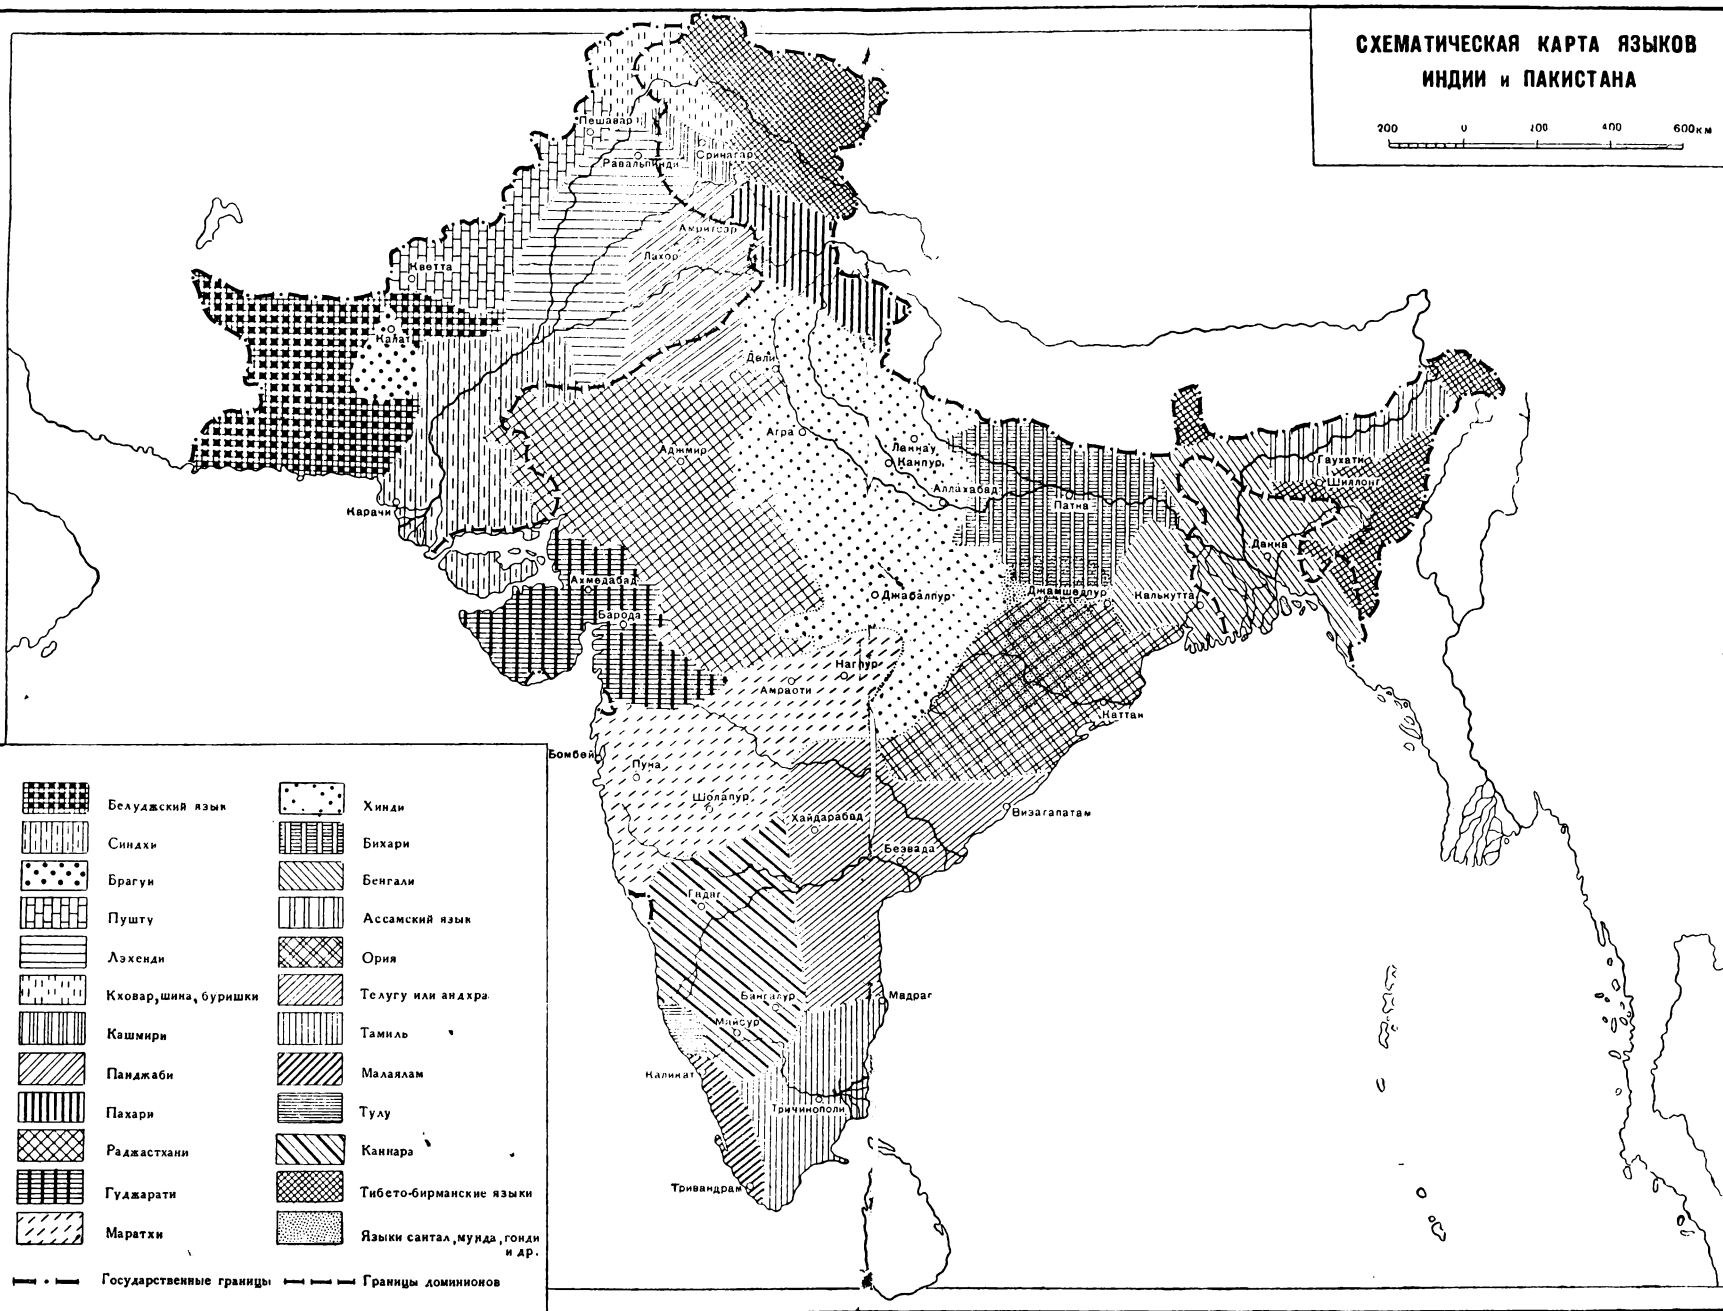 СХЕМАТИЧЕСКАЯ КАРТА ЯЗЫКОВ
ИНДИИ и ПАКИСТАНА
200 0 200 400 600км
Пешавар
Равальпинди
Сринагар
Амритсар
Лахор
Кветта
Калат
Дели
Агра
Лакнау
Канпур
Аджмир
Аллахабад
Патна
Гаухати
Шиллонг
Карачи
Дакка
Ахмедабад
Барода
Джабалпур
Джамшедпур
Калькутта
Нагпур
Амраоти
Каттак
Бомбей
Пуна
Шолапур
Хайдарабад
Визагапатам
Безвада
Гадаг
Бангалур
Мадрас
Майсур
Каликат
Тричинополи
Тривандрам
Белуджский язык
Синдхи
Брагуи
Пушту
Лэхенди
Кховар, шина, буришки
Кашмири
Панджаби
Пахари
Раджастхани
Гуджарати
Маратхи
Государственные границы
Хинди
Бихари
Бенгали
Ассамский язык
Ория
Телугу или андхра
Тамиль
Малаялам
Тулу
Каннара
Тибето-бирманские языки
Языки сантал, мунда, гонди
и др.
Границы доминионов